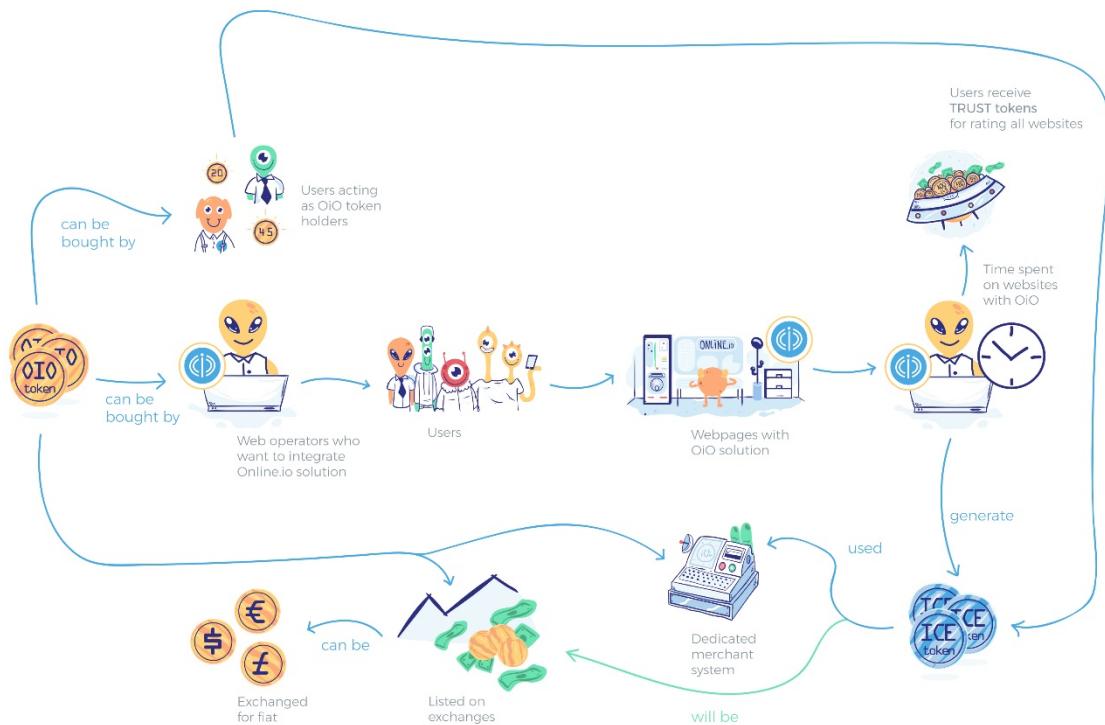 Users receive
TRUST tokens
for rating all websites
20
Users acting
as OiO token
holders
can be
bought by
45
Time spent
on websites
with OiO
ONLINE.io
OIO
token
can be
bought by
Web operators who
want to integrate
Online.io solution
Users
Webpages with
OiO solution
generate
used
ICE
ICE
token
can be
Dedicated
merchant
system
Exchanged
for fiat
Listed on
exchanges
will be